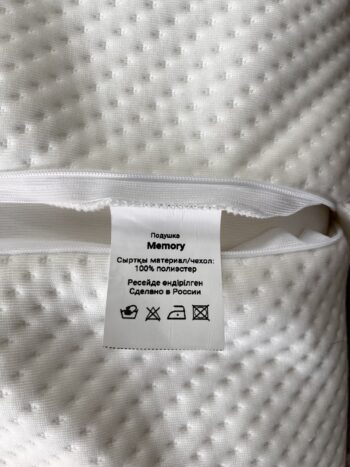 Подушка
Memory
Сыртқы материал/чехол:
100% полиэстер
Ресейде өндірілген
Сделано в России